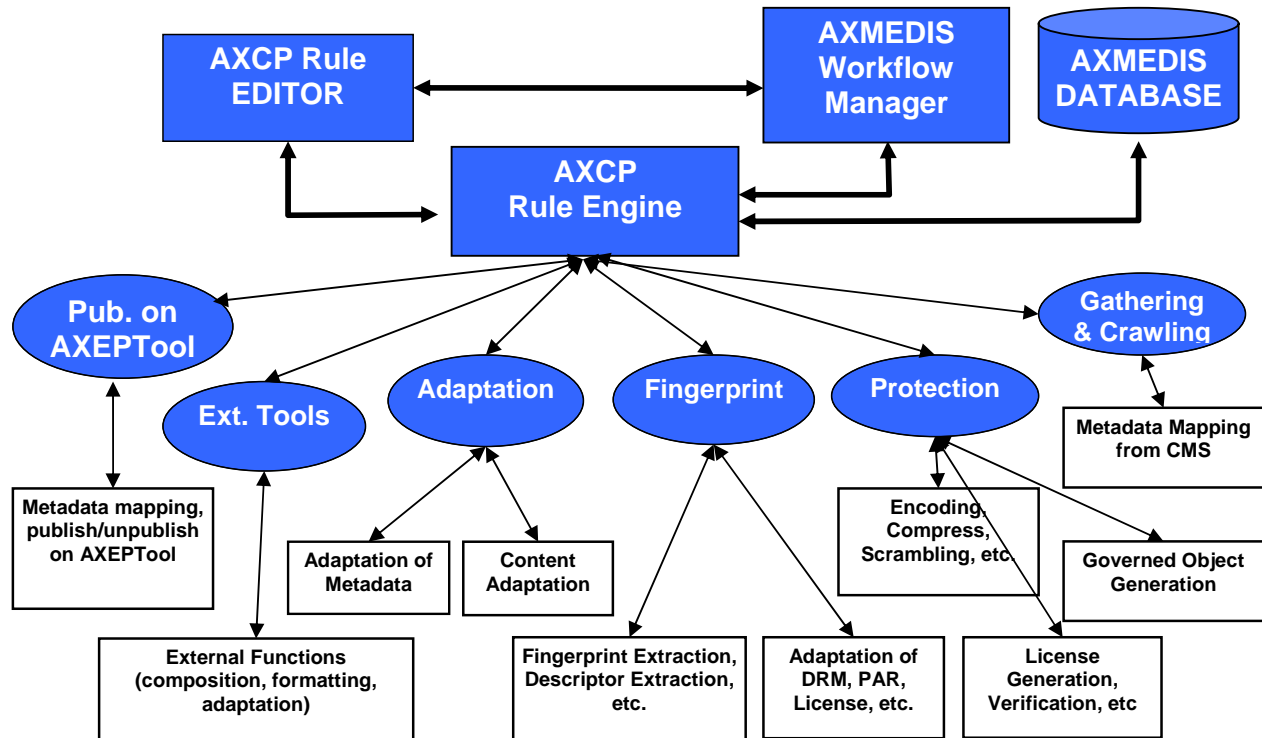 AXCP Rule
EDITOR
AXMEDIS
Workflow
Manager
AXMEDIS
DATABASE
AXCP
Rule Engine
Pub. on
AXEPTool
Ext. Tools
Adaptation
Fingerprint
Protection
Gathering
& Crawling
Metadata mapping,
publish/unpublish
on AXEPTool
Adaptation of
Metadata
Content
Adaptation
Encoding,
Compress,
Scrambling, etc.
Metadata Mapping
from CMS
Governed Object
Generation
External Functions
(composition, formatting,
adaptation)
Fingerprint Extraction,
Descriptor Extraction,
etc.
Adaptation of
DRM, PAR,
License, etc.
License
Generation,
Verification, etc